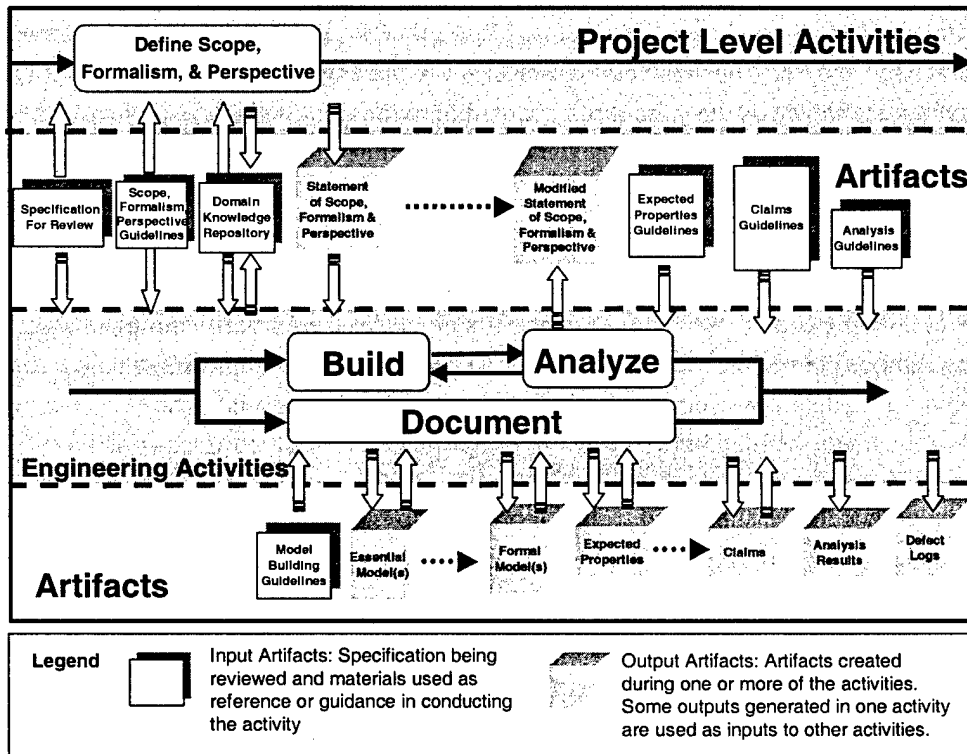 Define Scope,
Formalism, & Perspective
Project Level Activities
Artifacts
Specification
For Review
Scope,
Formalism,
Perspective
Guidelines
Domain
Knowledge
Repository
Statement
of Scope,
Formalism &
Perspective
Modified
Statement
of Scope,
Formalism &
Perspective
Expected
Properties
Guidelines
Claims
Guidelines
Analysis
Guidelines
Build
Analyze
Document
Engineering Activities
Model
Building
Guidelines
Essential
Model(s)
Formal
Model(s)
Expected
Properties
Claims
Analysis
Results
Defect
Logs
Artifacts
Legend
Input Artifacts: Specification being
reviewed and materials used as
reference or guidance in conducting
the activity
Output Artifacts: Artifacts created
during one or more of the activities.
Some outputs generated in one activity
are used as inputs to other activities.